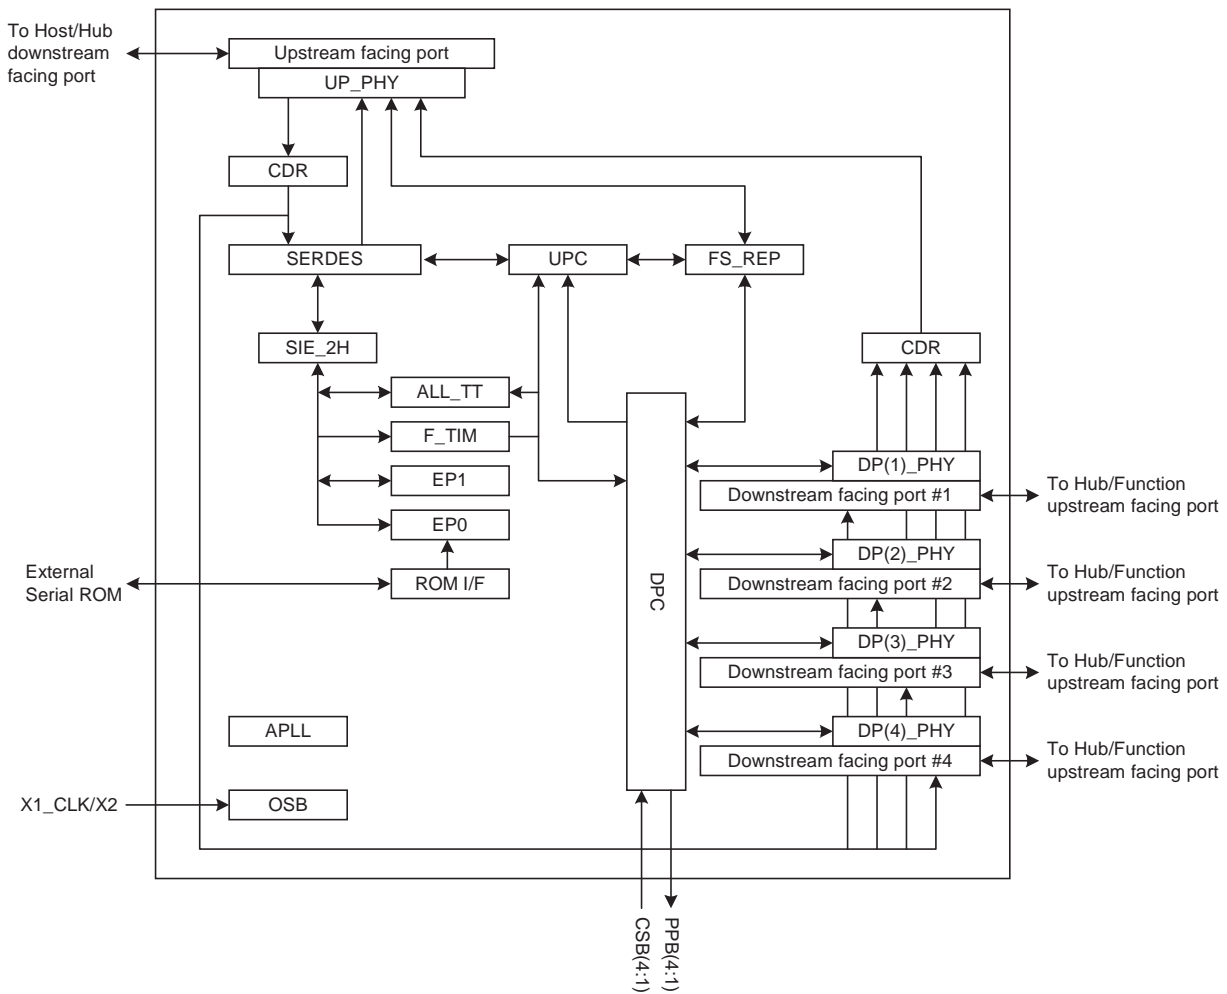 To Host/Hub
downstream
facing port
Upstream facing port
UP_PHY
CDR
SERDES
UPC
FS_REP
SIE_2H
CDR
ALL_TT
F_TIM
EP1
EP0
ROM I/F
External
Serial ROM
DPC
DP(1)_PHY
Downstream facing port #1
To Hub/Function
upstream facing port
DP(2)_PHY
Downstream facing port #2
To Hub/Function
upstream facing port
DP(3)_PHY
Downstream facing port #3
To Hub/Function
upstream facing port
DP(4)_PHY
Downstream facing port #4
To Hub/Function
upstream facing port
APLL
X1_CLK/X2
OSB
CSB(4:1)
PPB(4:1)